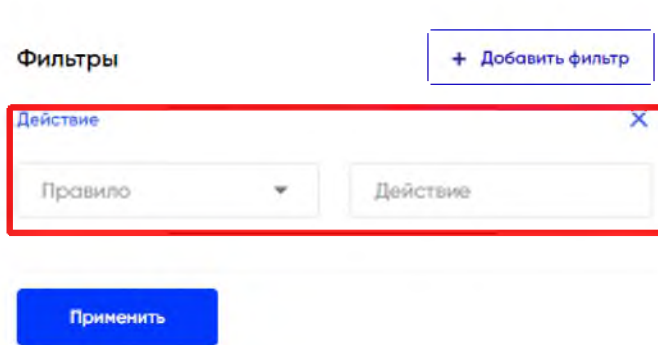 Фильтры
+ Добавить фильтр
Действие
Правило
Действие
Применить